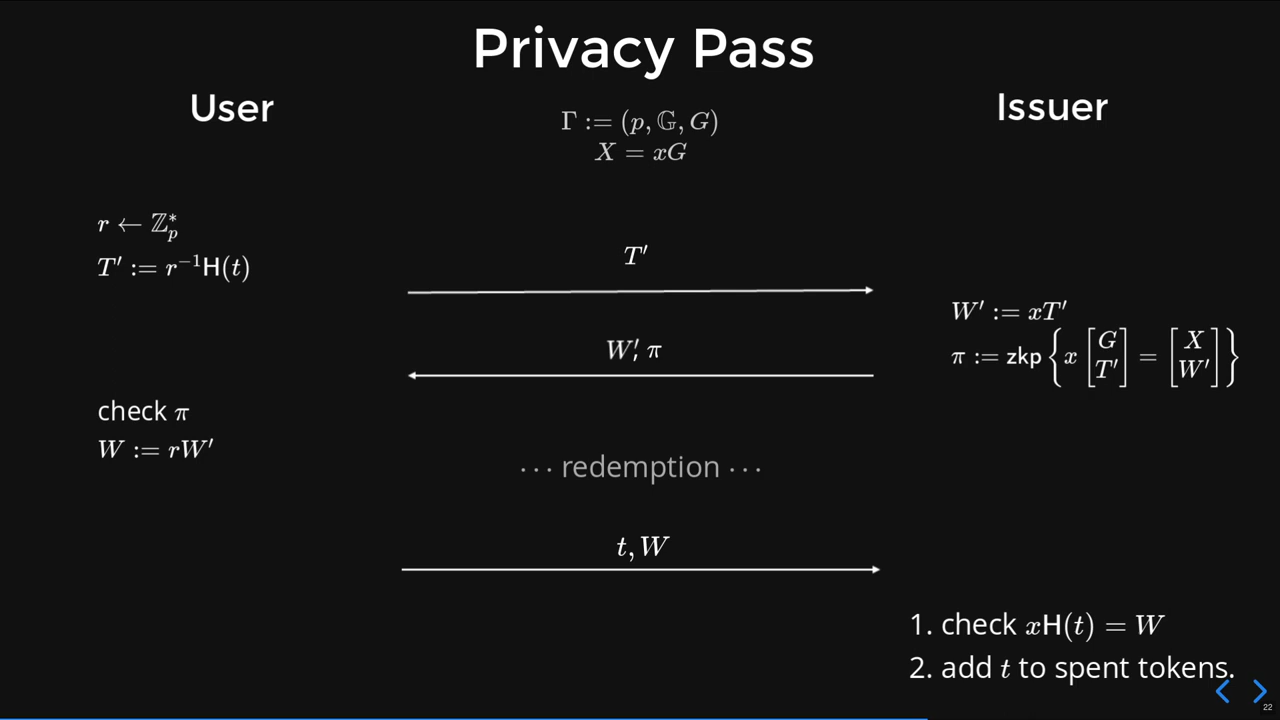 Privacy Pass
User
Issuer
Γ := (p, 𝔾, G)
X = xG
r ← ℤ*ₚ
T′ := r⁻¹H(t)
T′
W′ := xT′
π := zkp { x [G T′] = [X W′] }
W′, π
check π
W := rW′
··· redemption ···
t, W
1. check xH(t) = W
2. add t to spent tokens.
22